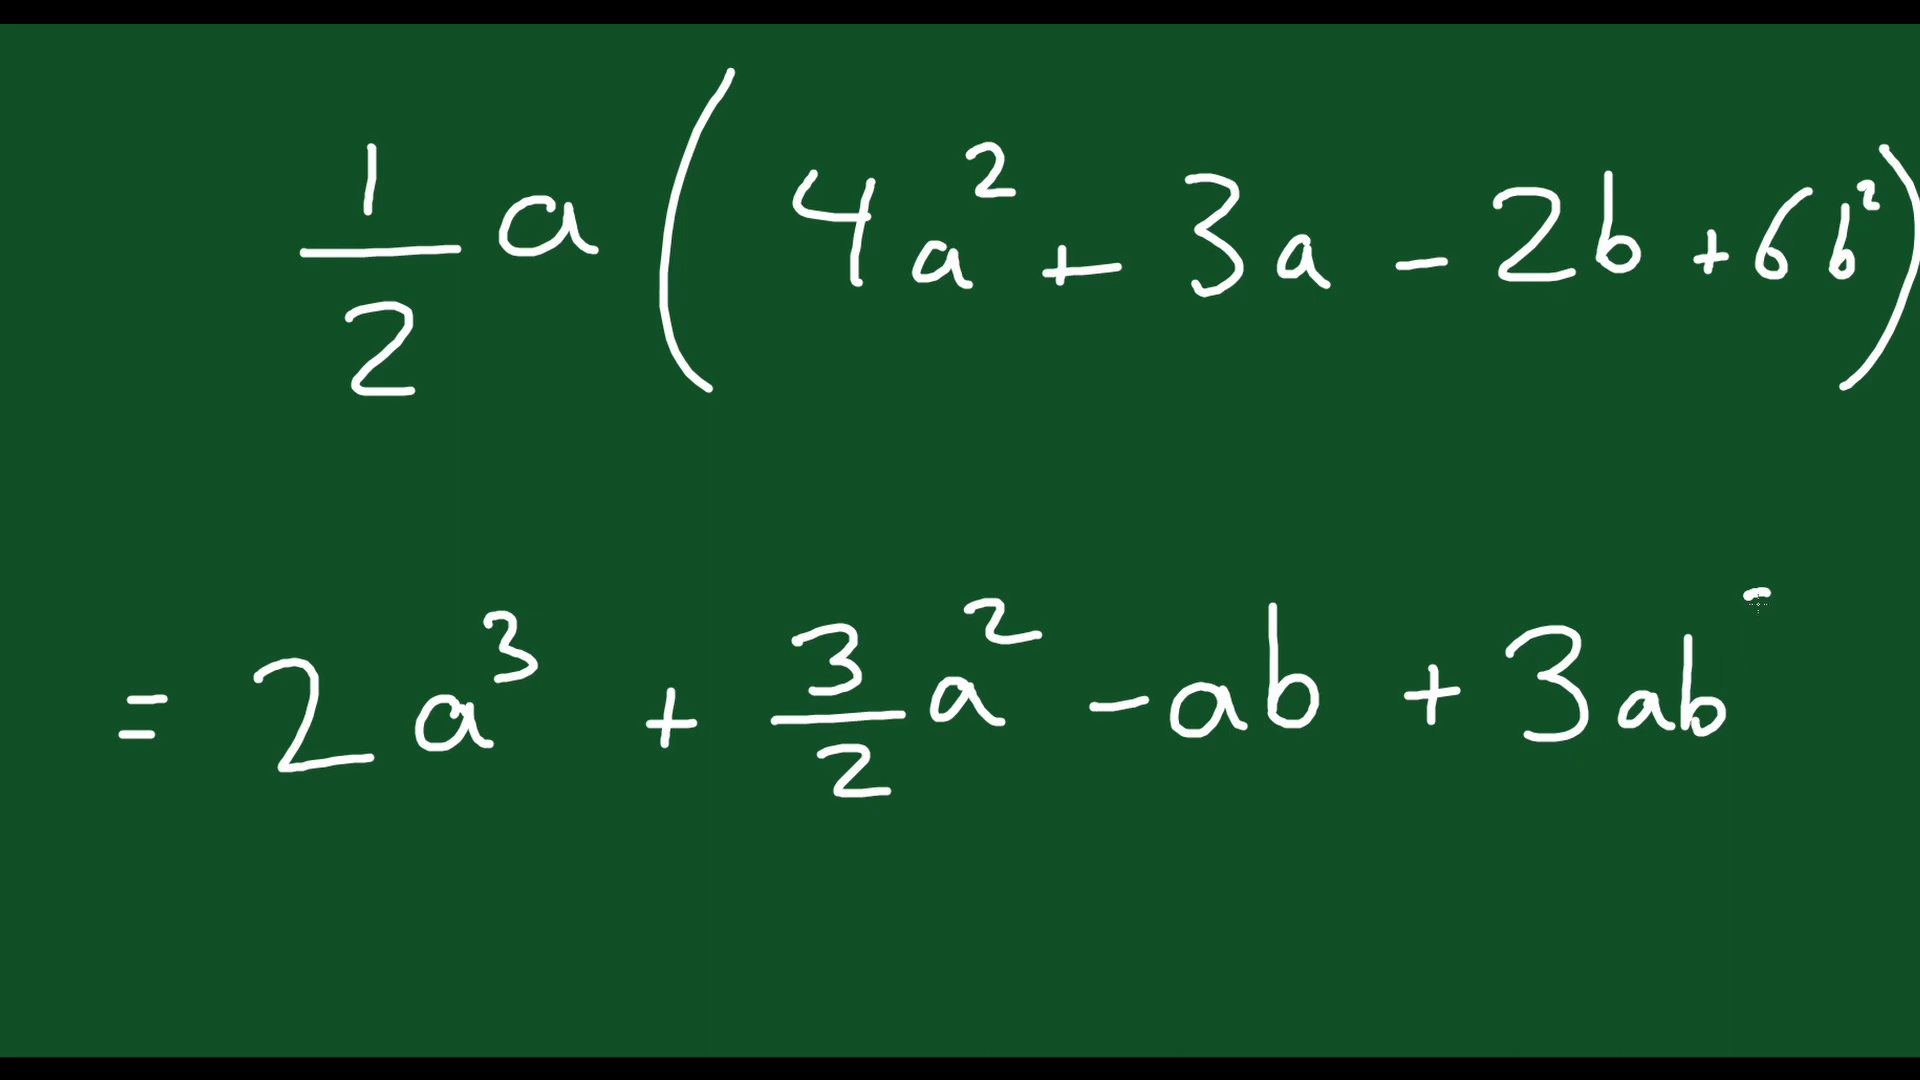 1/2 a (4a² + 3a - 2b + 6b²)
= 2a³ + 3/2 a² - ab + 3ab